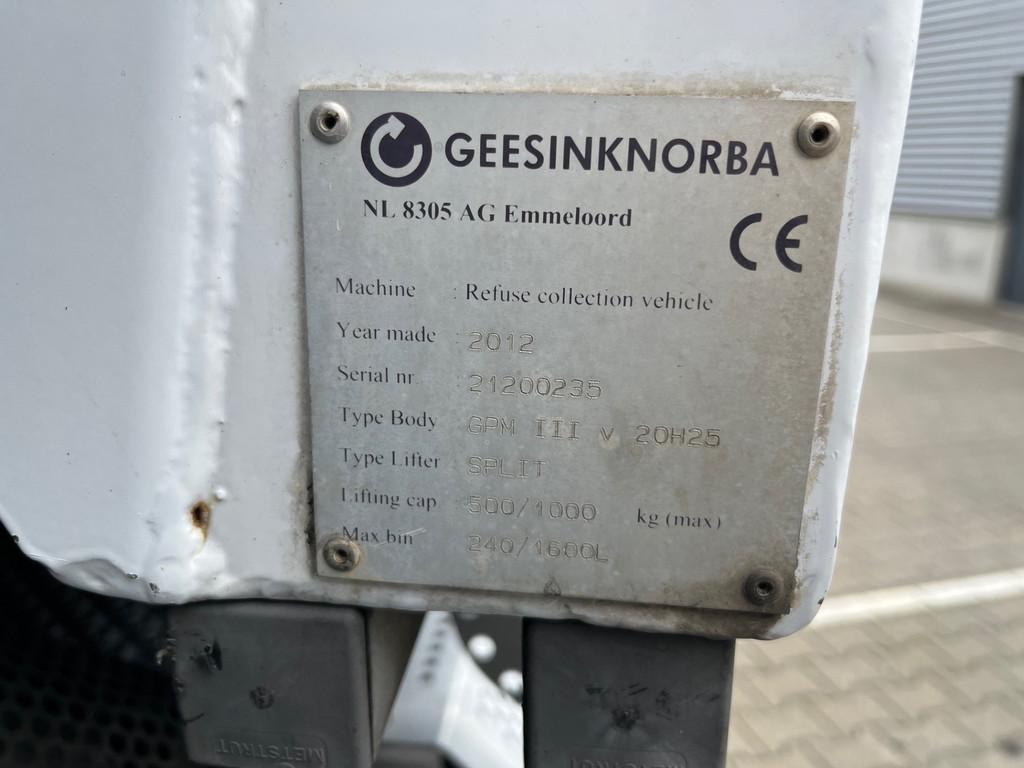 GEESINKNORBA
NL 8305 AG Emmeloord
CE
Machine : Refuse collection vehicle
Year made : 2012
Serial nr. : 21200235
Type Body : GPM III v 20H25
Type Lifter : SPLIT
Lifting cap : 500/1000 kg (max)
Max bin 240/1600L
METSTRUT